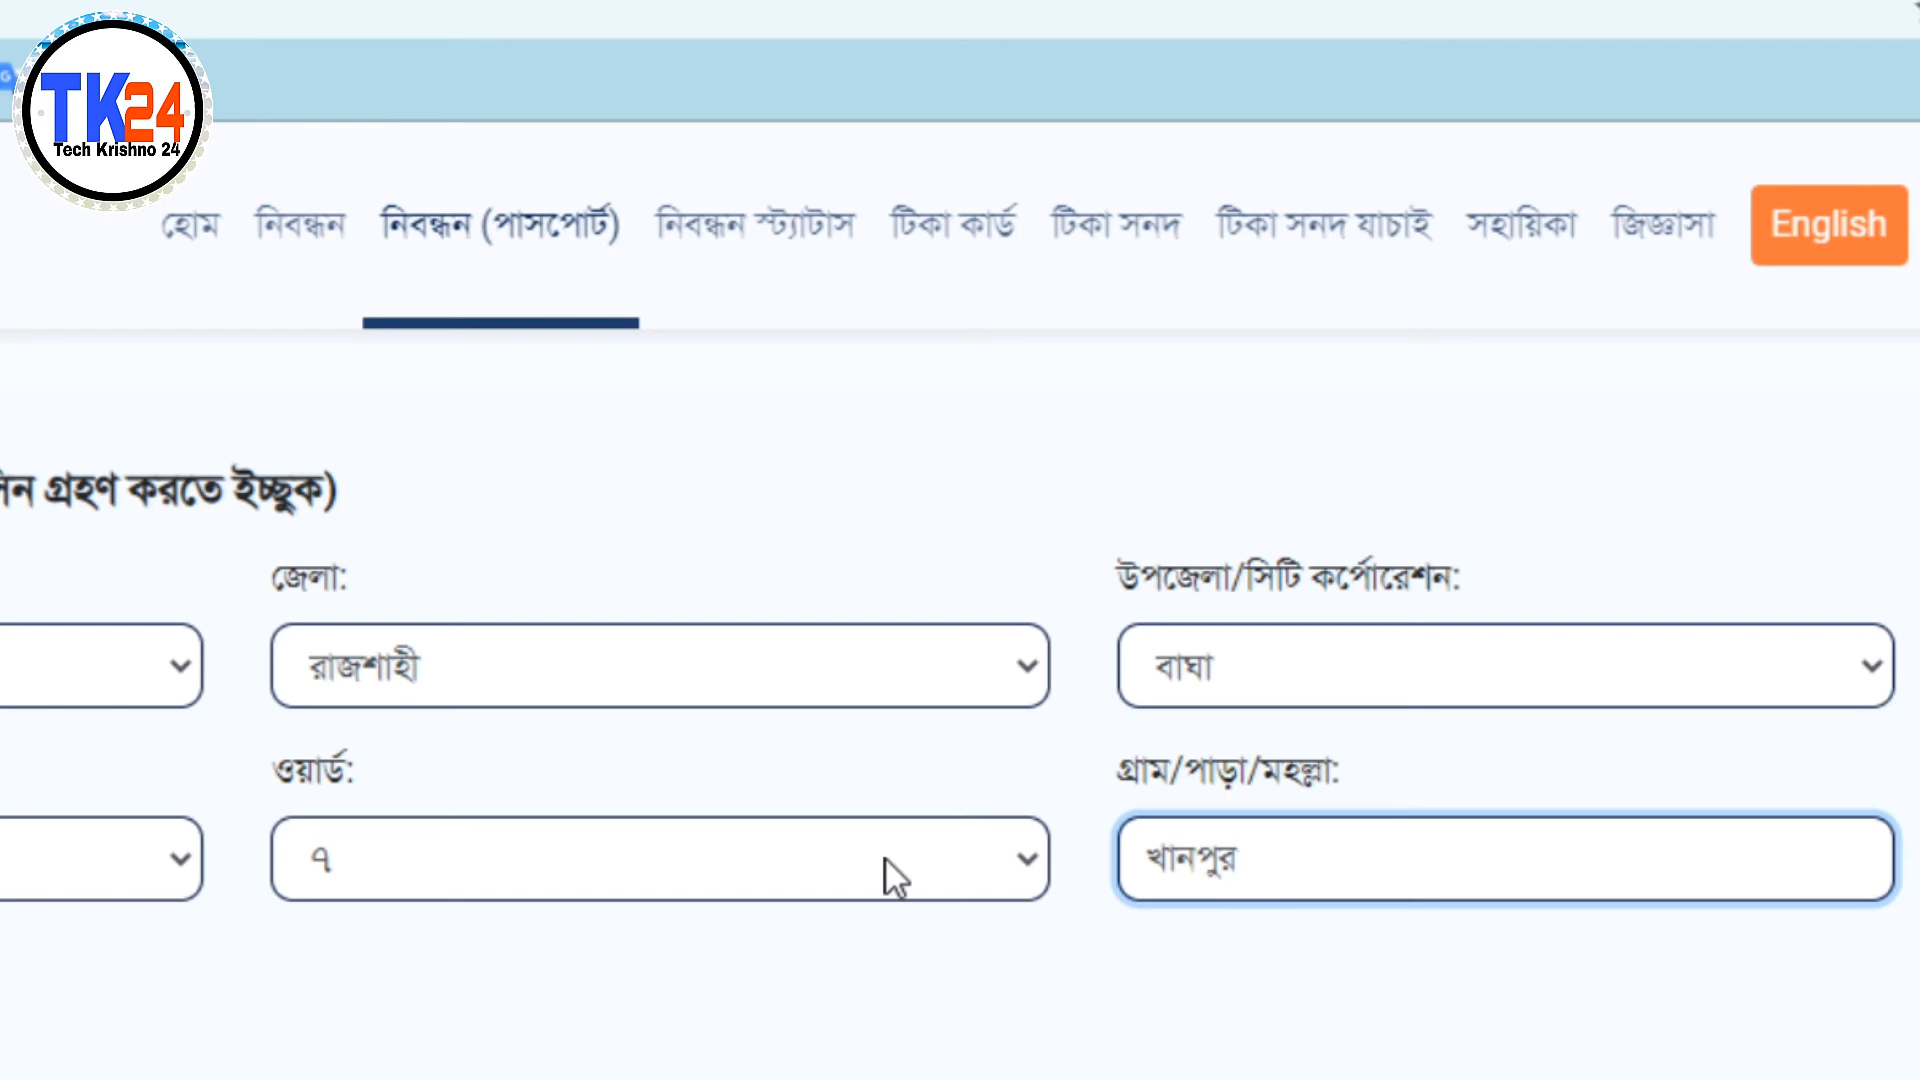 TK24
Tech Krishno 24
হোম নিবন্ধন নিবন্ধন (পাসপোর্ট) নিবন্ধন স্ট্যাটাস টিকা কার্ড টিকা সনদ টিকা সনদ যাচাই সহায়িকা জিজ্ঞাসা English
গ্রহণ করতে ইচ্ছুক)
জেলা: উপজেলা/সিটি কর্পোরেশন:
রাজশাহী বাঘা
ওয়ার্ড: গ্রাম/পাড়া/মহল্লা:
৭ খানপুর